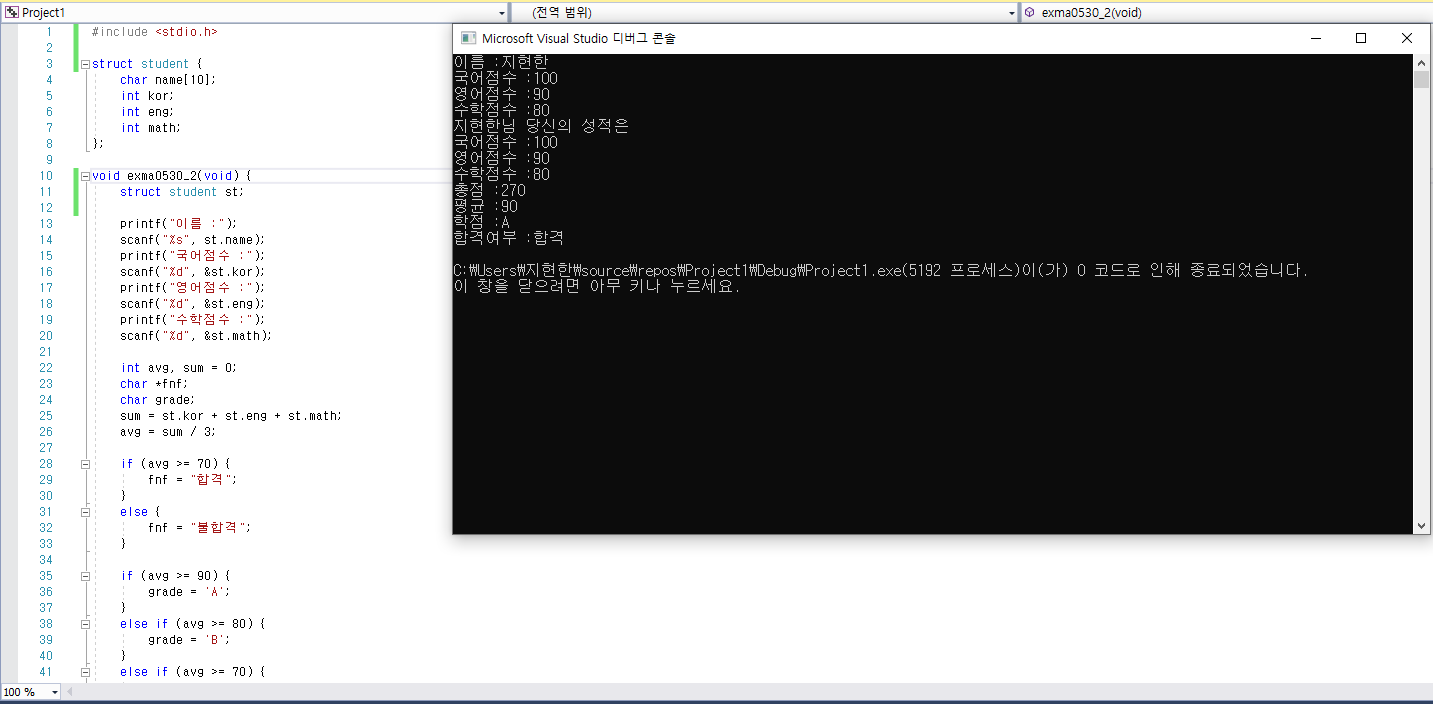 Project1
(전역 범위)
exma0530_2(void)
1 #include <stdio.h>
2
3 struct student {
4 char name[10];
5 int kor;
6 int eng;
7 int math;
8 };
9
10 void exma0530_2(void) {
11 struct student st;
12
13 printf("이름 :");
14 scanf("%s", st.name);
15 printf("국어점수 :");
16 scanf("%d", &st.kor);
17 printf("영어점수 :");
18 scanf("%d", &st.eng);
19 printf("수학점수 :");
20 scanf("%d", &st.math);
21
22 int avg, sum = 0;
23 char *fnf;
24 char grade;
25 sum = st.kor + st.eng + st.math;
26 avg = sum / 3;
27
28 if (avg >= 70) {
29 fnf = "합격";
30 }
31 else {
32 fnf = "불합격";
33 }
34
35 if (avg >= 90) {
36 grade = 'A';
37 }
38 else if (avg >= 80) {
39 grade = 'B';
40 }
41 else if (avg >= 70) {
100 %
Microsoft Visual Studio 디버그 콘솔
이름 :지현한
국어점수 :100
영어점수 :90
수학점수 :80
지현한님 당신의 성적은
국어점수 :100
영어점수 :90
수학점수 :80
총점 :270
평균 :90
학점 :A
합격여부 :합격
C:₩Users₩지현한₩source₩repos₩Project1₩Debug₩Project1.exe(5192 프로세스)이(가) 0 코드로 인해 종료되었습니다.
이 창을 닫으려면 아무 키나 누르세요.